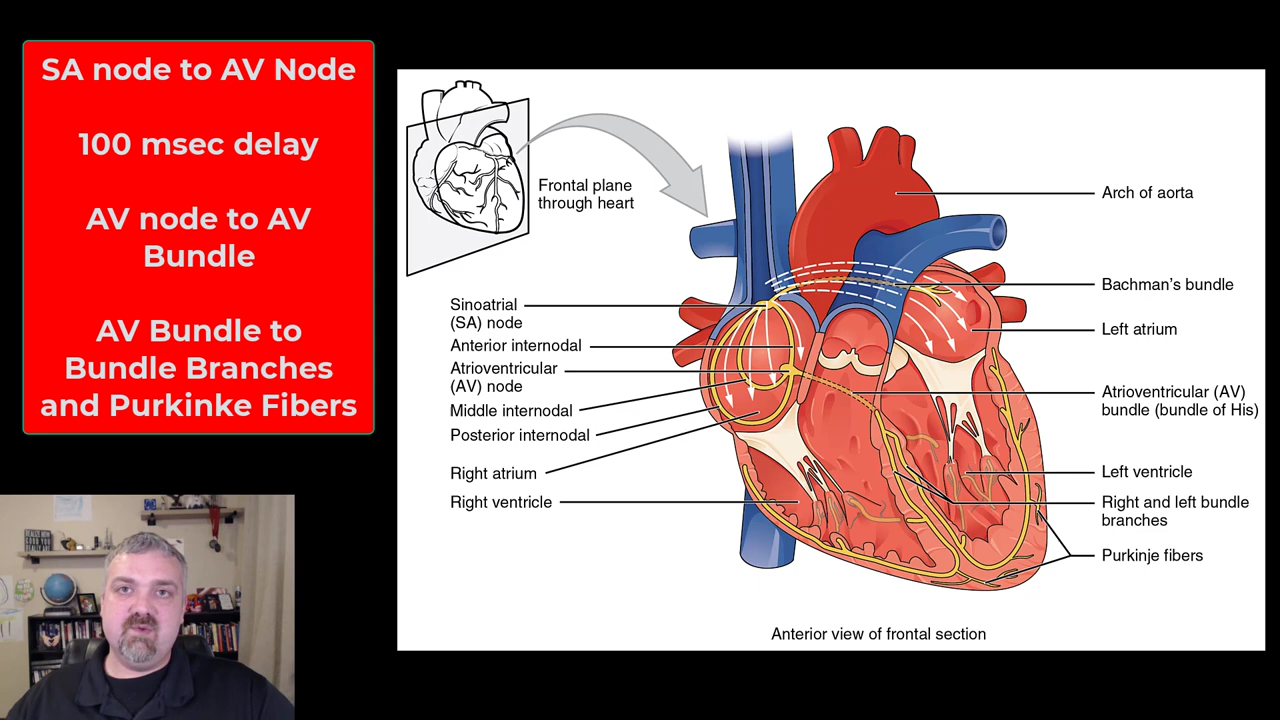 SA node to AV Node
100 msec delay
AV node to AV
Bundle
AV Bundle to
Bundle Branches
and Purkinke Fibers
Frontal plane
through heart
Sinoatrial
(SA) node
Anterior internodal
Atrioventricular
(AV) node
Middle internodal
Posterior internodal
Right atrium
Right ventricle
Arch of aorta
Bachman's bundle
Left atrium
Atrioventricular (AV)
bundle (bundle of His)
Left ventricle
Right and left bundle
branches
Purkinje fibers
Anterior view of frontal section